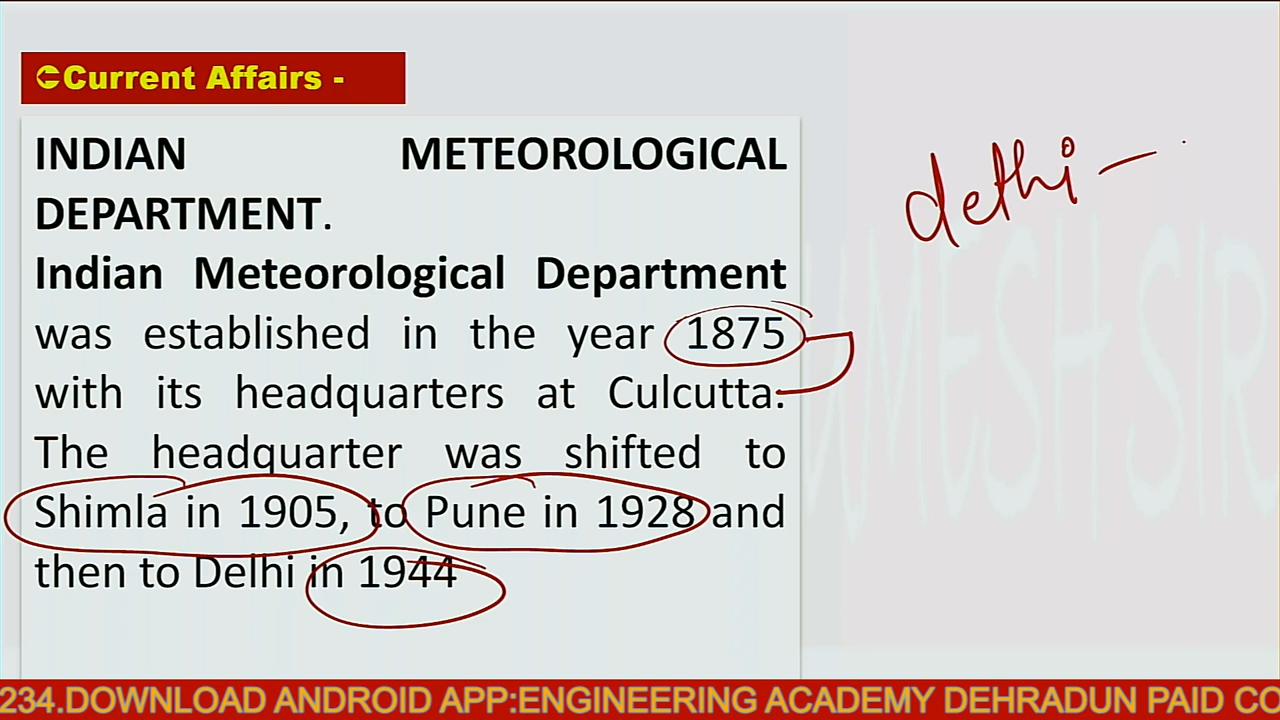 Current Affairs -
INDIAN METEOROLOGICAL
DEPARTMENT.
Indian Meteorological Department
was established in the year 1875
with its headquarters at Culcutta.
The headquarter was shifted to
Shimla in 1905, to Pune in 1928 and
then to Delhi in 1944
delhi —
UMESH SIR
234.DOWNLOAD ANDROID APP:ENGINEERING ACADEMY DEHRADUN PAID CO